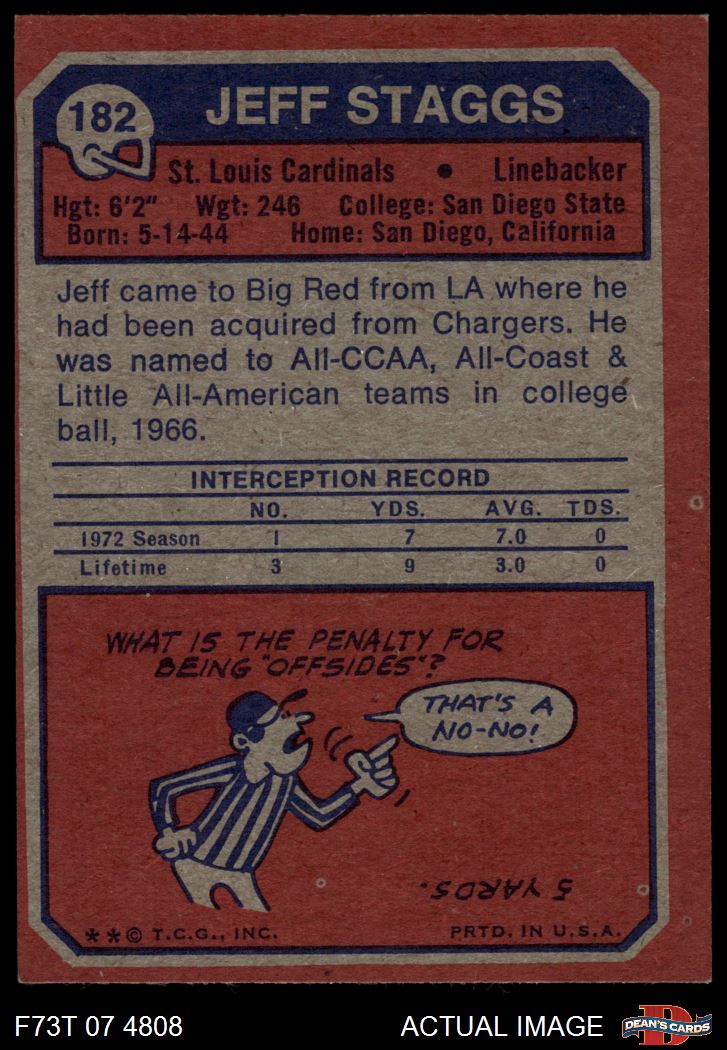 182
JEFF STAGGS
St. Louis Cardinals • Linebacker
Hgt: 6'2" Wgt: 246 College: San Diego State
Born: 5-14-44 Home: San Diego, California
Jeff came to Big Red from LA where he
had been acquired from Chargers. He
was named to All-CCAA, All-Coast &
Little All-American teams in college
ball, 1966.
INTERCEPTION RECORD
NO. YDS. AVG. TDS.
1972 Season 1 7 7.0 0
Lifetime 3 9 3.0 0
WHAT IS THE PENALTY FOR
BEING "OFFSIDES"?
THAT'S A
NO-NO!
5 YARDS.
**© T.C.G., INC. PRTD. IN U.S.A.
F73T 07 4808 ACTUAL IMAGE
D
DEAN'S CARDS